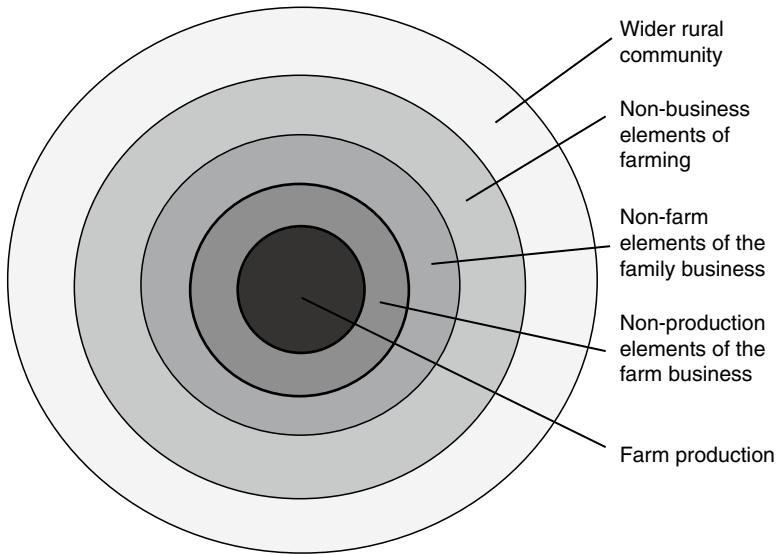 Wider rural
community
Non-business
elements of
farming
Non-farm
elements of the
family business
Non-production
elements of the
farm business
Farm production